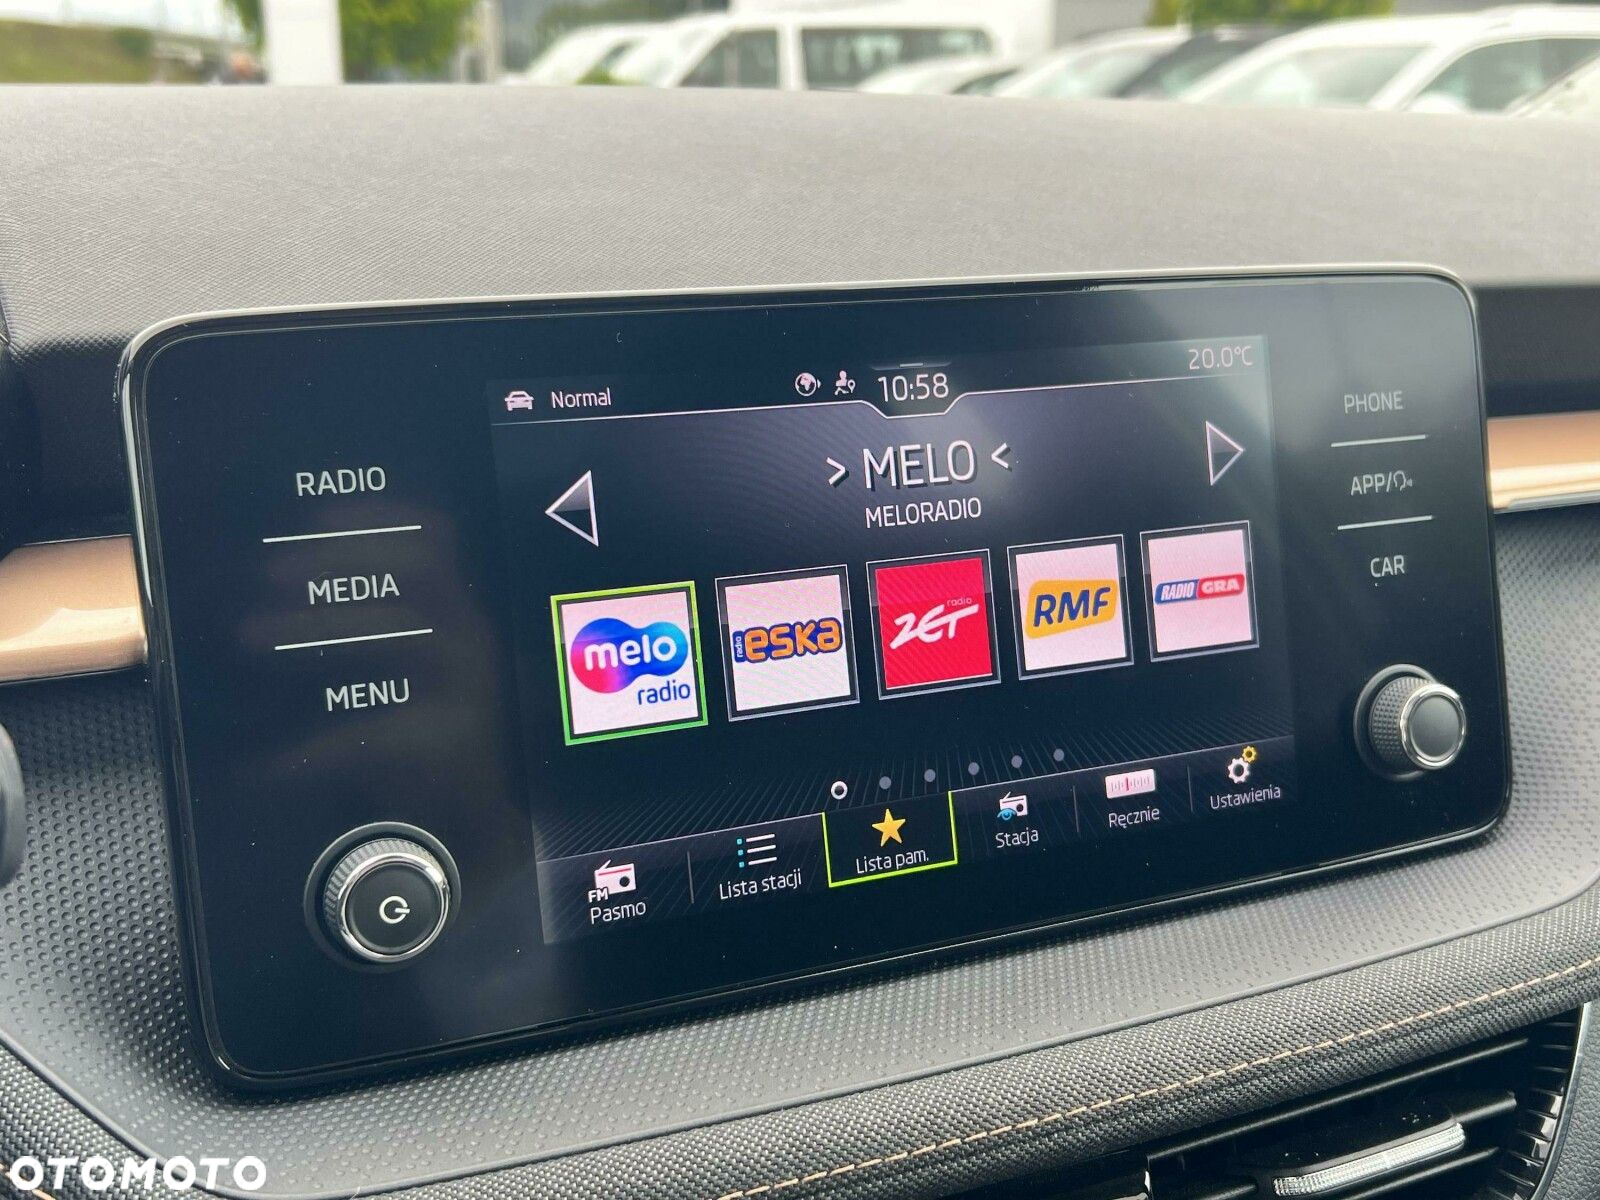 Normal
10:58
20.0°C
> MELO <
MELORADIO
RADIO
MEDIA
MENU
PHONE
APP/
CAR
melo
radio
radio
eska
radio
ZET
RMF
RADIO GRA
FM
Pasmo
Lista stacji
Lista pam.
Stacja
Ręcznie
Ustawienia
OTOMOTO